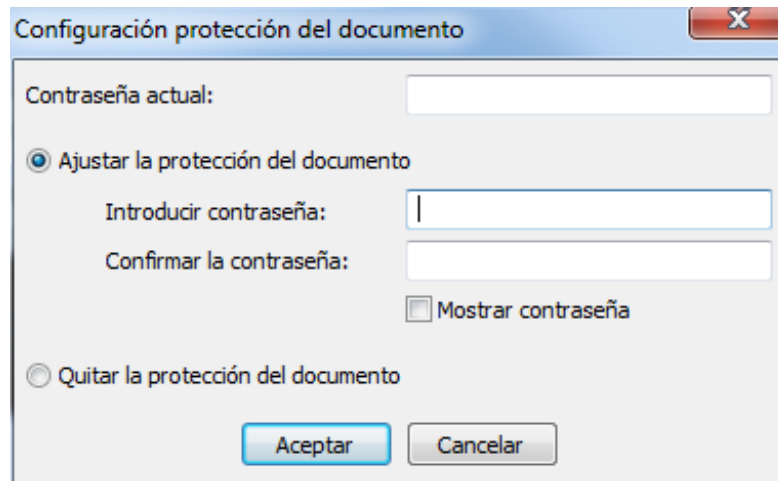 Configuración protección del documento
Contraseña actual:
Ajustar la protección del documento
Introducir contraseña:
Confirmar la contraseña:
Mostrar contraseña
Quitar la protección del documento
Aceptar Cancelar